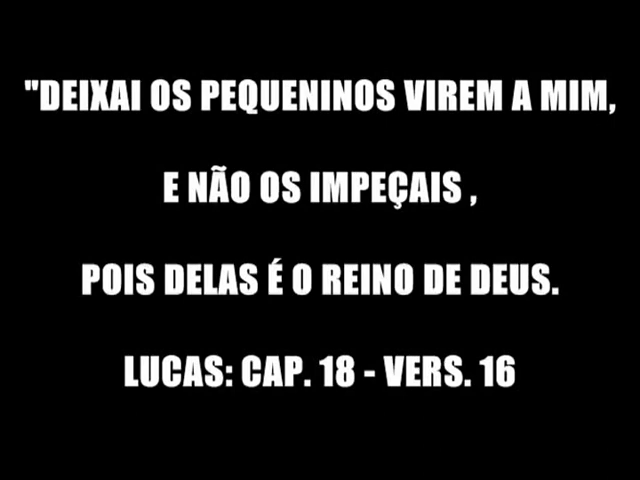 "DEIXAI OS PEQUENINOS VIREM A MIM,
E NÃO OS IMPEÇAIS ,
POIS DELAS É O REINO DE DEUS.
LUCAS: CAP. 18 - VERS. 16